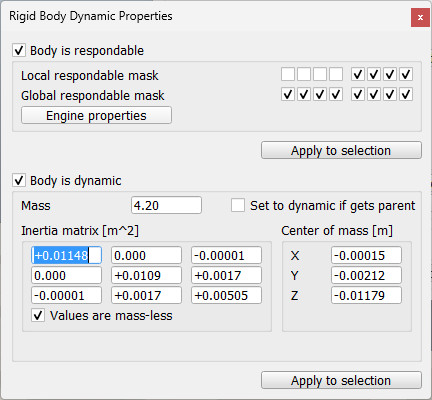 Rigid Body Dynamic Properties
Body is respondable
Local respondable mask
Global respondable mask
Engine properties
Apply to selection
Body is dynamic
Mass 4.20 Set to dynamic if gets parent
Inertia matrix [m^2] Center of mass [m]
+0.01148 0.000 -0.00001 X -0.00015
0.000 +0.0109 +0.0017 Y -0.00212
-0.00001 +0.0017 +0.00505 Z -0.01179
Values are mass-less
Apply to selection